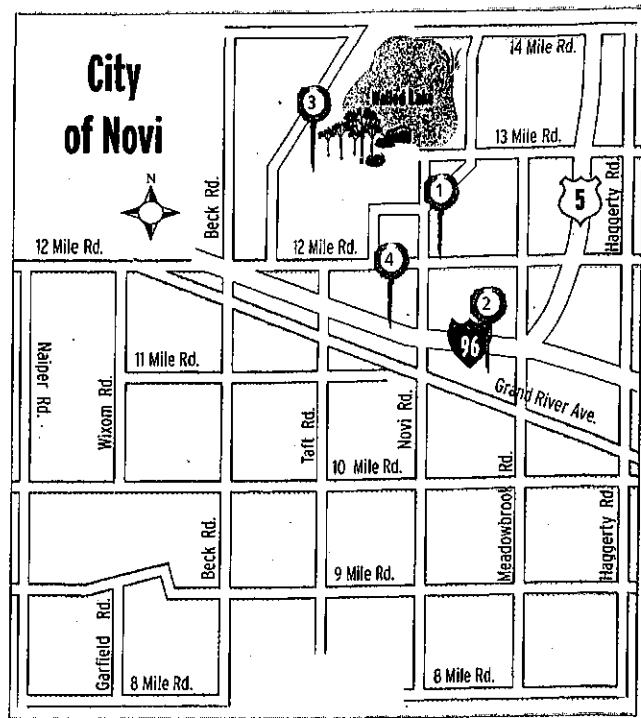 City
of Novi
N
14 Mile Rd.
3
Walled Lake
13 Mile Rd.
1
5
Beck Rd.
Haggerty Rd.
12 Mile Rd.
12 Mile Rd.
4
2
96
11 Mile Rd.
Grand River Ave.
Naiper Rd.
Wixom Rd.
Taft Rd.
Novi Rd.
10 Mile Rd.
Meadowbrook Rd.
Haggerty Rd.
Beck Rd.
9 Mile Rd.
Garfield Rd.
8 Mile Rd.
8 Mile Rd.